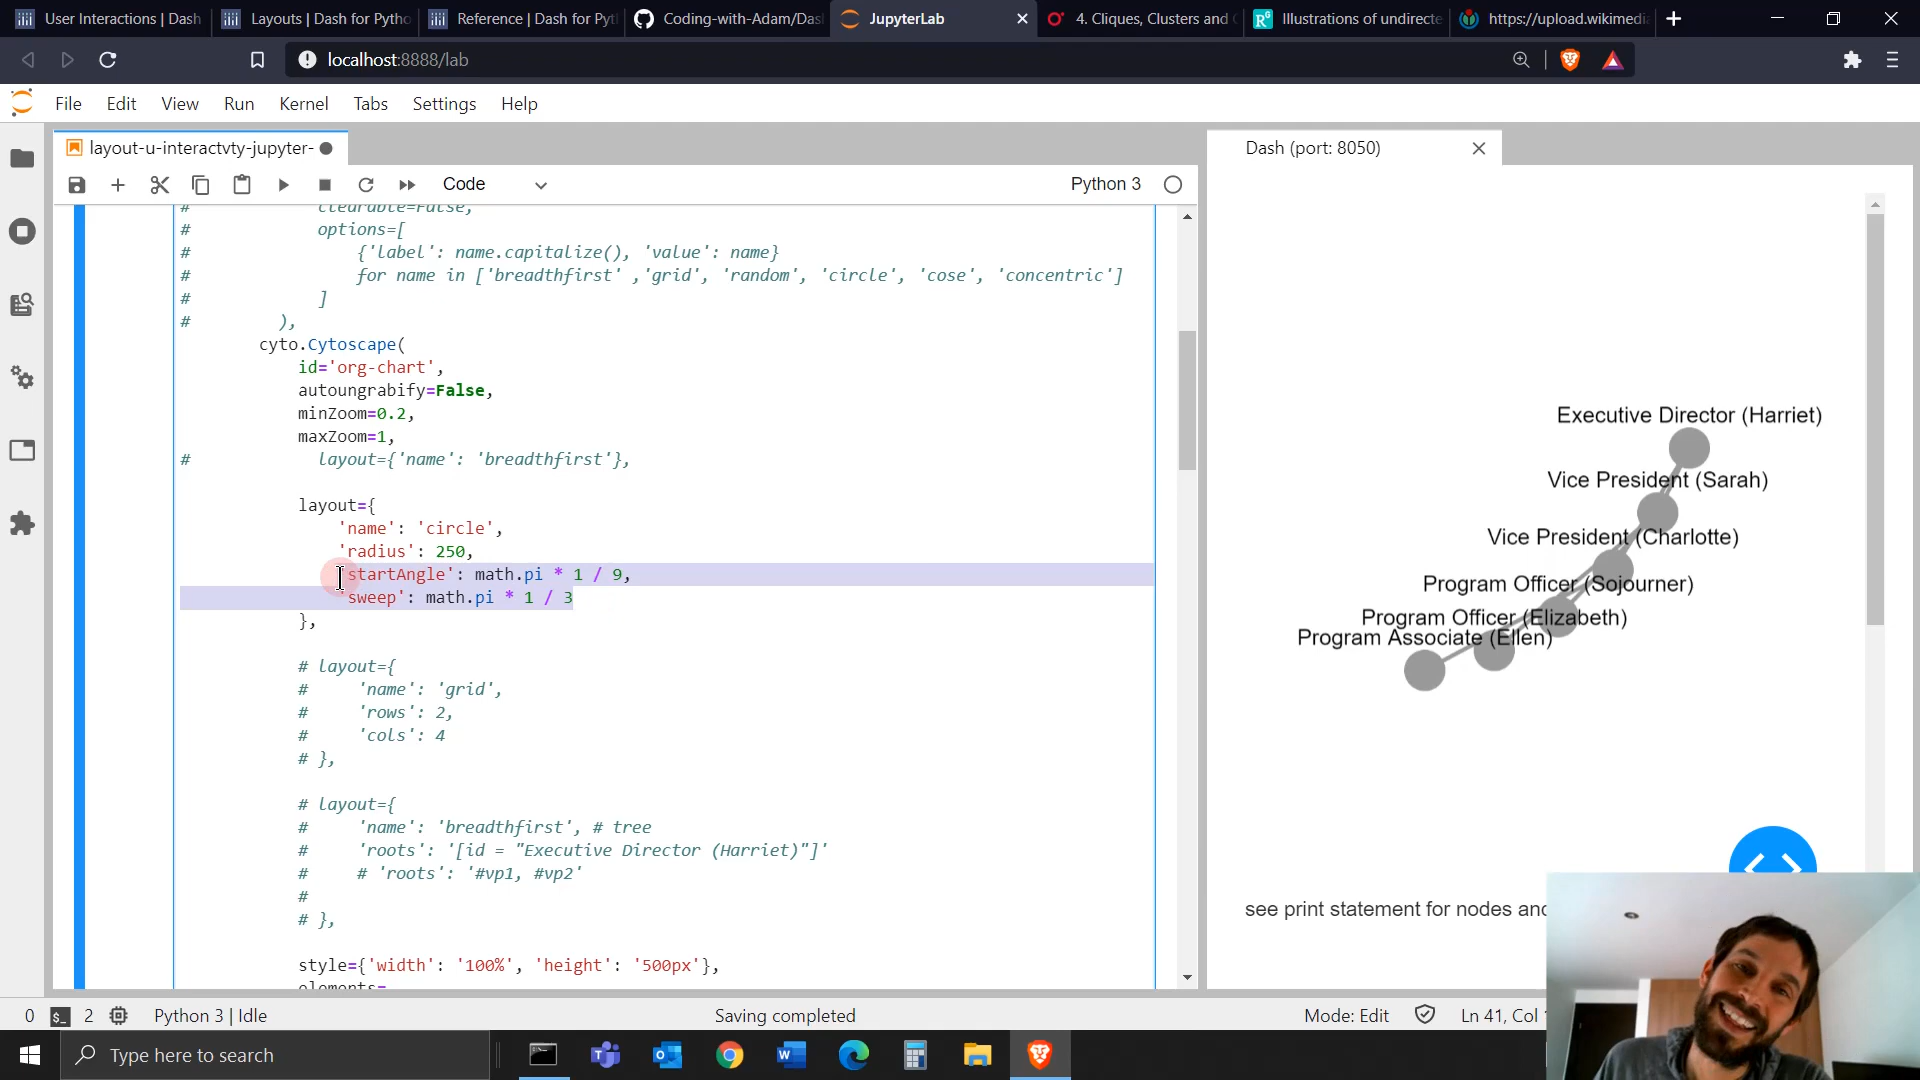 User Interactions | Dash
Layouts | Dash for Pytho
Reference | Dash for Pyt
Coding-with-Adam/Das
JupyterLab
4. Cliques, Clusters and C
Illustrations of undirecte
https://upload.wikimedi
localhost:8888/lab
File Edit View Run Kernel Tabs Settings Help
layout-u-interactvty-jupyter-
Dash (port: 8050)
Code
Python 3
# clearable=False,
# options=[
# {'label': name.capitalize(), 'value': name}
# for name in ['breadthfirst' ,'grid', 'random', 'circle', 'cose', 'concentric']
# ]
# ),
cyto.Cytoscape(
id='org-chart',
autoungrabify=False,
minZoom=0.2,
maxZoom=1,
# layout={'name': 'breadthfirst'},
layout={
'name': 'circle',
'radius': 250,
'startAngle': math.pi * 1 / 9,
'sweep': math.pi * 1 / 3
},
# layout={
# 'name': 'grid',
# 'rows': 2,
# 'cols': 4
# },
# layout={
# 'name': 'breadthfirst', # tree
# 'roots': '[id = "Executive Director (Harriet)"]'
# # 'roots': '#vp1, #vp2'
#
# },
style={'width': '100%', 'height': '500px'},
elements=
Executive Director (Harriet)
Vice President (Sarah)
Vice President (Charlotte)
Program Officer (Sojourner)
Program Officer (Elizabeth)
Program Associate (Ellen)
see print statement for nodes and
0 $_ 2 Python 3 | Idle
Saving completed
Mode: Edit
Ln 41, Col
Type here to search